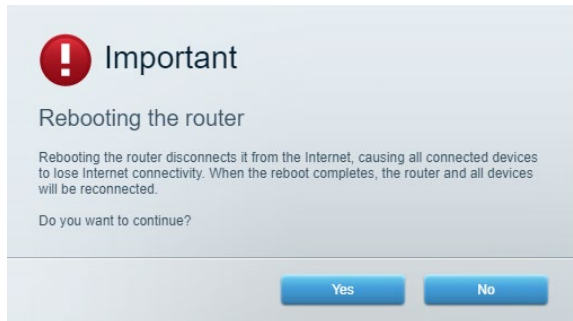 Important
Rebooting the router
Rebooting the router disconnects it from the Internet, causing all connected devices
to lose Internet connectivity. When the reboot completes, the router and all devices
will be reconnected.
Do you want to continue?
Yes
No